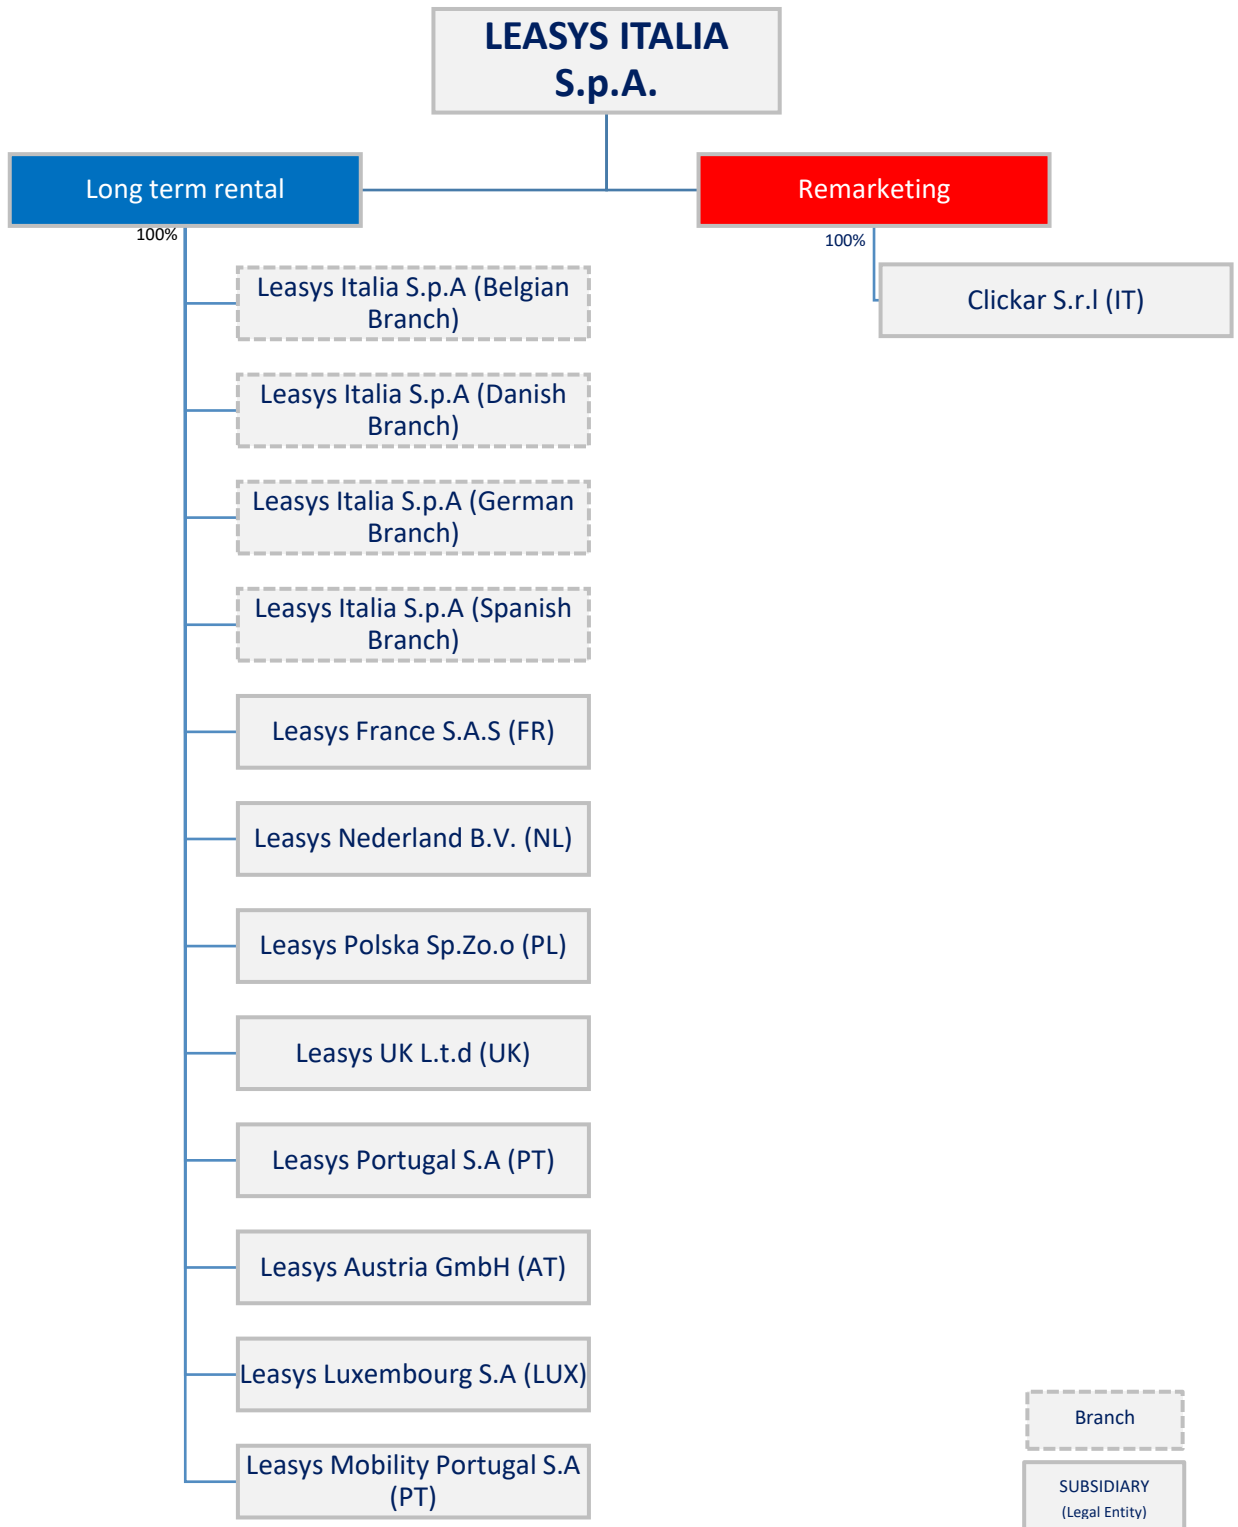 LEASYS ITALIA
S.p.A.
Long term rental
Remarketing
100%
100%
Leasys Italia S.p.A (Belgian
Branch)
Clickar S.r.l (IT)
Leasys Italia S.p.A (Danish
Branch)
Leasys Italia S.p.A (German
Branch)
Leasys Italia S.p.A (Spanish
Branch)
Leasys France S.A.S (FR)
Leasys Nederland B.V. (NL)
Leasys Polska Sp.Zo.o (PL)
Leasys UK L.t.d (UK)
Leasys Portugal S.A (PT)
Leasys Austria GmbH (AT)
Leasys Luxembourg S.A (LUX)
Leasys Mobility Portugal S.A
(PT)
Branch
SUBSIDIARY
(Legal Entity)